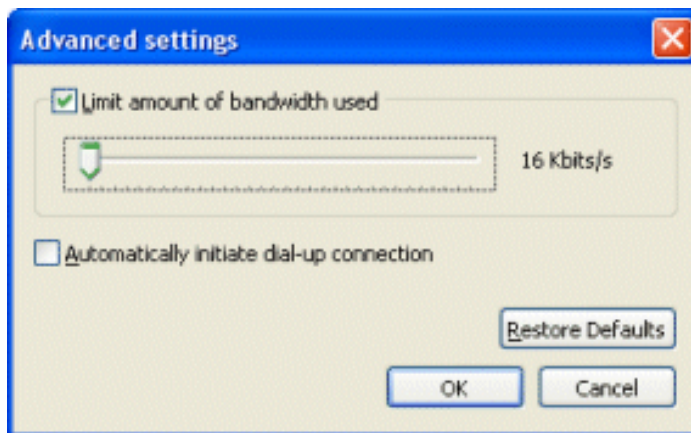 Advanced settings
Limit amount of bandwidth used
16 Kbits/s
Automatically initiate dial-up connection
Restore Defaults
OK Cancel